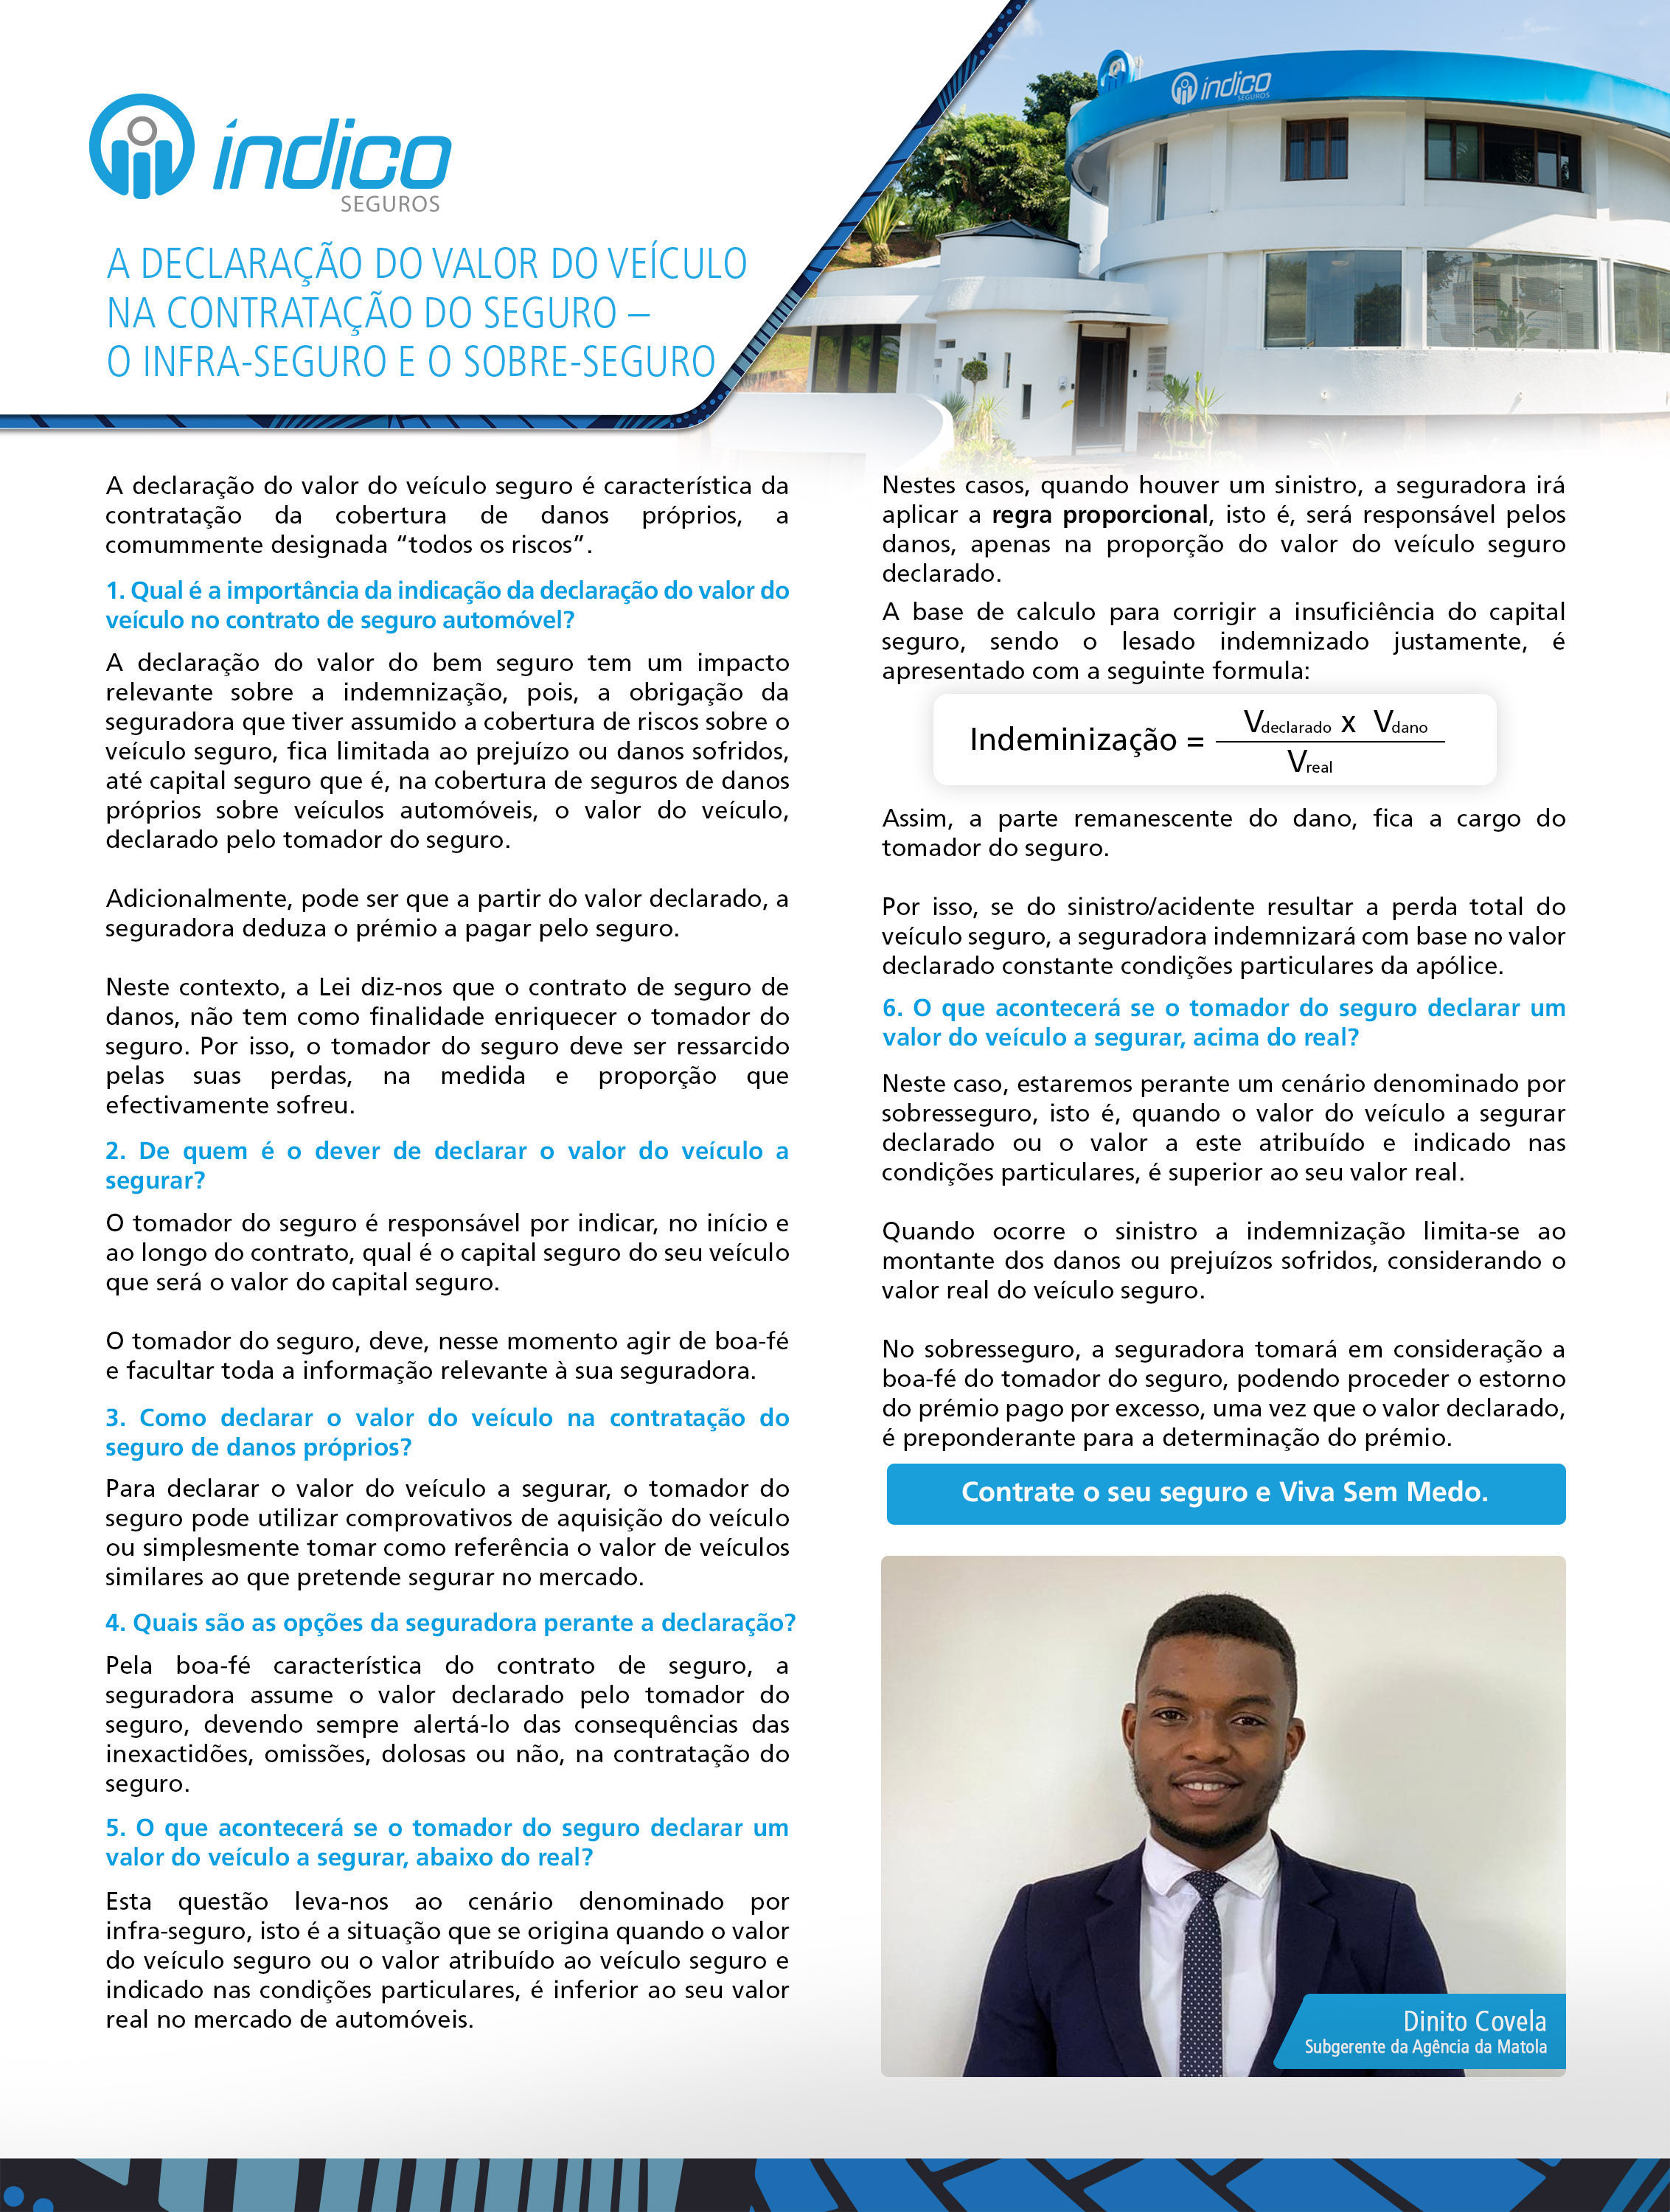 índico
SEGUROS
índico
SEGUROS
A DECLARAÇÃO DO VALOR DO VEÍCULO
NA CONTRATAÇÃO DO SEGURO –
O INFRA-SEGURO E O SOBRE-SEGURO
A declaração do valor do veículo seguro é característica da
contratação da cobertura de danos próprios, a
comummente designada “todos os riscos”.
1. Qual é a importância da indicação da declaração do valor do
veículo no contrato de seguro automóvel?
A declaração do valor do bem seguro tem um impacto
relevante sobre a indemnização, pois, a obrigação da
seguradora que tiver assumido a cobertura de riscos sobre o
veículo seguro, fica limitada ao prejuízo ou danos sofridos,
até capital seguro que é, na cobertura de seguros de danos
próprios sobre veículos automóveis, o valor do veículo,
declarado pelo tomador do seguro.
Adicionalmente, pode ser que a partir do valor declarado, a
seguradora deduza o prémio a pagar pelo seguro.
Neste contexto, a Lei diz-nos que o contrato de seguro de
danos, não tem como finalidade enriquecer o tomador do
seguro. Por isso, o tomador do seguro deve ser ressarcido
pelas suas perdas, na medida e proporção que
efectivamente sofreu.
2. De quem é o dever de declarar o valor do veículo a
segurar?
O tomador do seguro é responsável por indicar, no início e
ao longo do contrato, qual é o capital seguro do seu veículo
que será o valor do capital seguro.
O tomador do seguro, deve, nesse momento agir de boa-fé
e facultar toda a informação relevante à sua seguradora.
3. Como declarar o valor do veículo na contratação do
seguro de danos próprios?
Para declarar o valor do veículo a segurar, o tomador do
seguro pode utilizar comprovativos de aquisição do veículo
ou simplesmente tomar como referência o valor de veículos
similares ao que pretende segurar no mercado.
4. Quais são as opções da seguradora perante a declaração?
Pela boa-fé característica do contrato de seguro, a
seguradora assume o valor declarado pelo tomador do
seguro, devendo sempre alertá-lo das consequências das
inexactidões, omissões, dolosas ou não, na contratação do
seguro.
5. O que acontecerá se o tomador do seguro declarar um
valor do veículo a segurar, abaixo do real?
Esta questão leva-nos ao cenário denominado por
infra-seguro, isto é a situação que se origina quando o valor
do veículo seguro ou o valor atribuído ao veículo seguro e
indicado nas condições particulares, é inferior ao seu valor
real no mercado de automóveis.
Nestes casos, quando houver um sinistro, a seguradora irá
aplicar a regra proporcional, isto é, será responsável pelos
danos, apenas na proporção do valor do veículo seguro
declarado.
A base de calculo para corrigir a insuficiência do capital
seguro, sendo o lesado indemnizado justamente, é
apresentado com a seguinte formula:
Indeminização = Vdeclarado x Vdano
Vreal
Assim, a parte remanescente do dano, fica a cargo do
tomador do seguro.
Por isso, se do sinistro/acidente resultar a perda total do
veículo seguro, a seguradora indemnizará com base no valor
declarado constante condições particulares da apólice.
6. O que acontecerá se o tomador do seguro declarar um
valor do veículo a segurar, acima do real?
Neste caso, estaremos perante um cenário denominado por
sobresseguro, isto é, quando o valor do veículo a segurar
declarado ou o valor a este atribuído e indicado nas
condições particulares, é superior ao seu valor real.
Quando ocorre o sinistro a indemnização limita-se ao
montante dos danos ou prejuízos sofridos, considerando o
valor real do veículo seguro.
No sobresseguro, a seguradora tomará em consideração a
boa-fé do tomador do seguro, podendo proceder o estorno
do prémio pago por excesso, uma vez que o valor declarado,
é preponderante para a determinação do prémio.
Contrate o seu seguro e Viva Sem Medo.
Dinito Covela
Subgerente da Agência da Matola